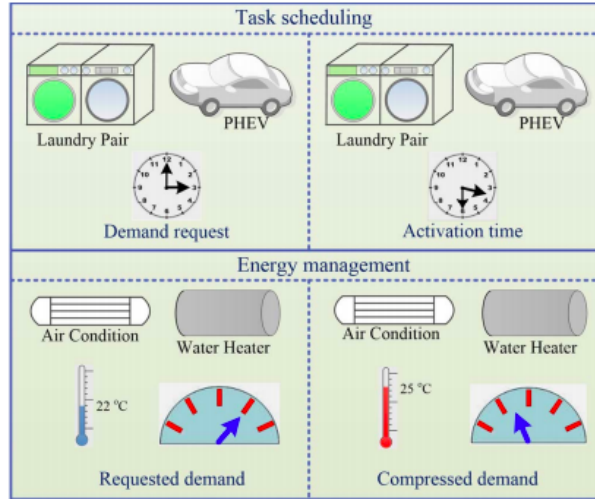 Task scheduling
Laundry Pair
PHEV
Demand request
Laundry Pair
PHEV
Activation time
Energy management
Air Condition
Water Heater
22 °C
Requested demand
Air Condition
Water Heater
25 °C
Compressed demand